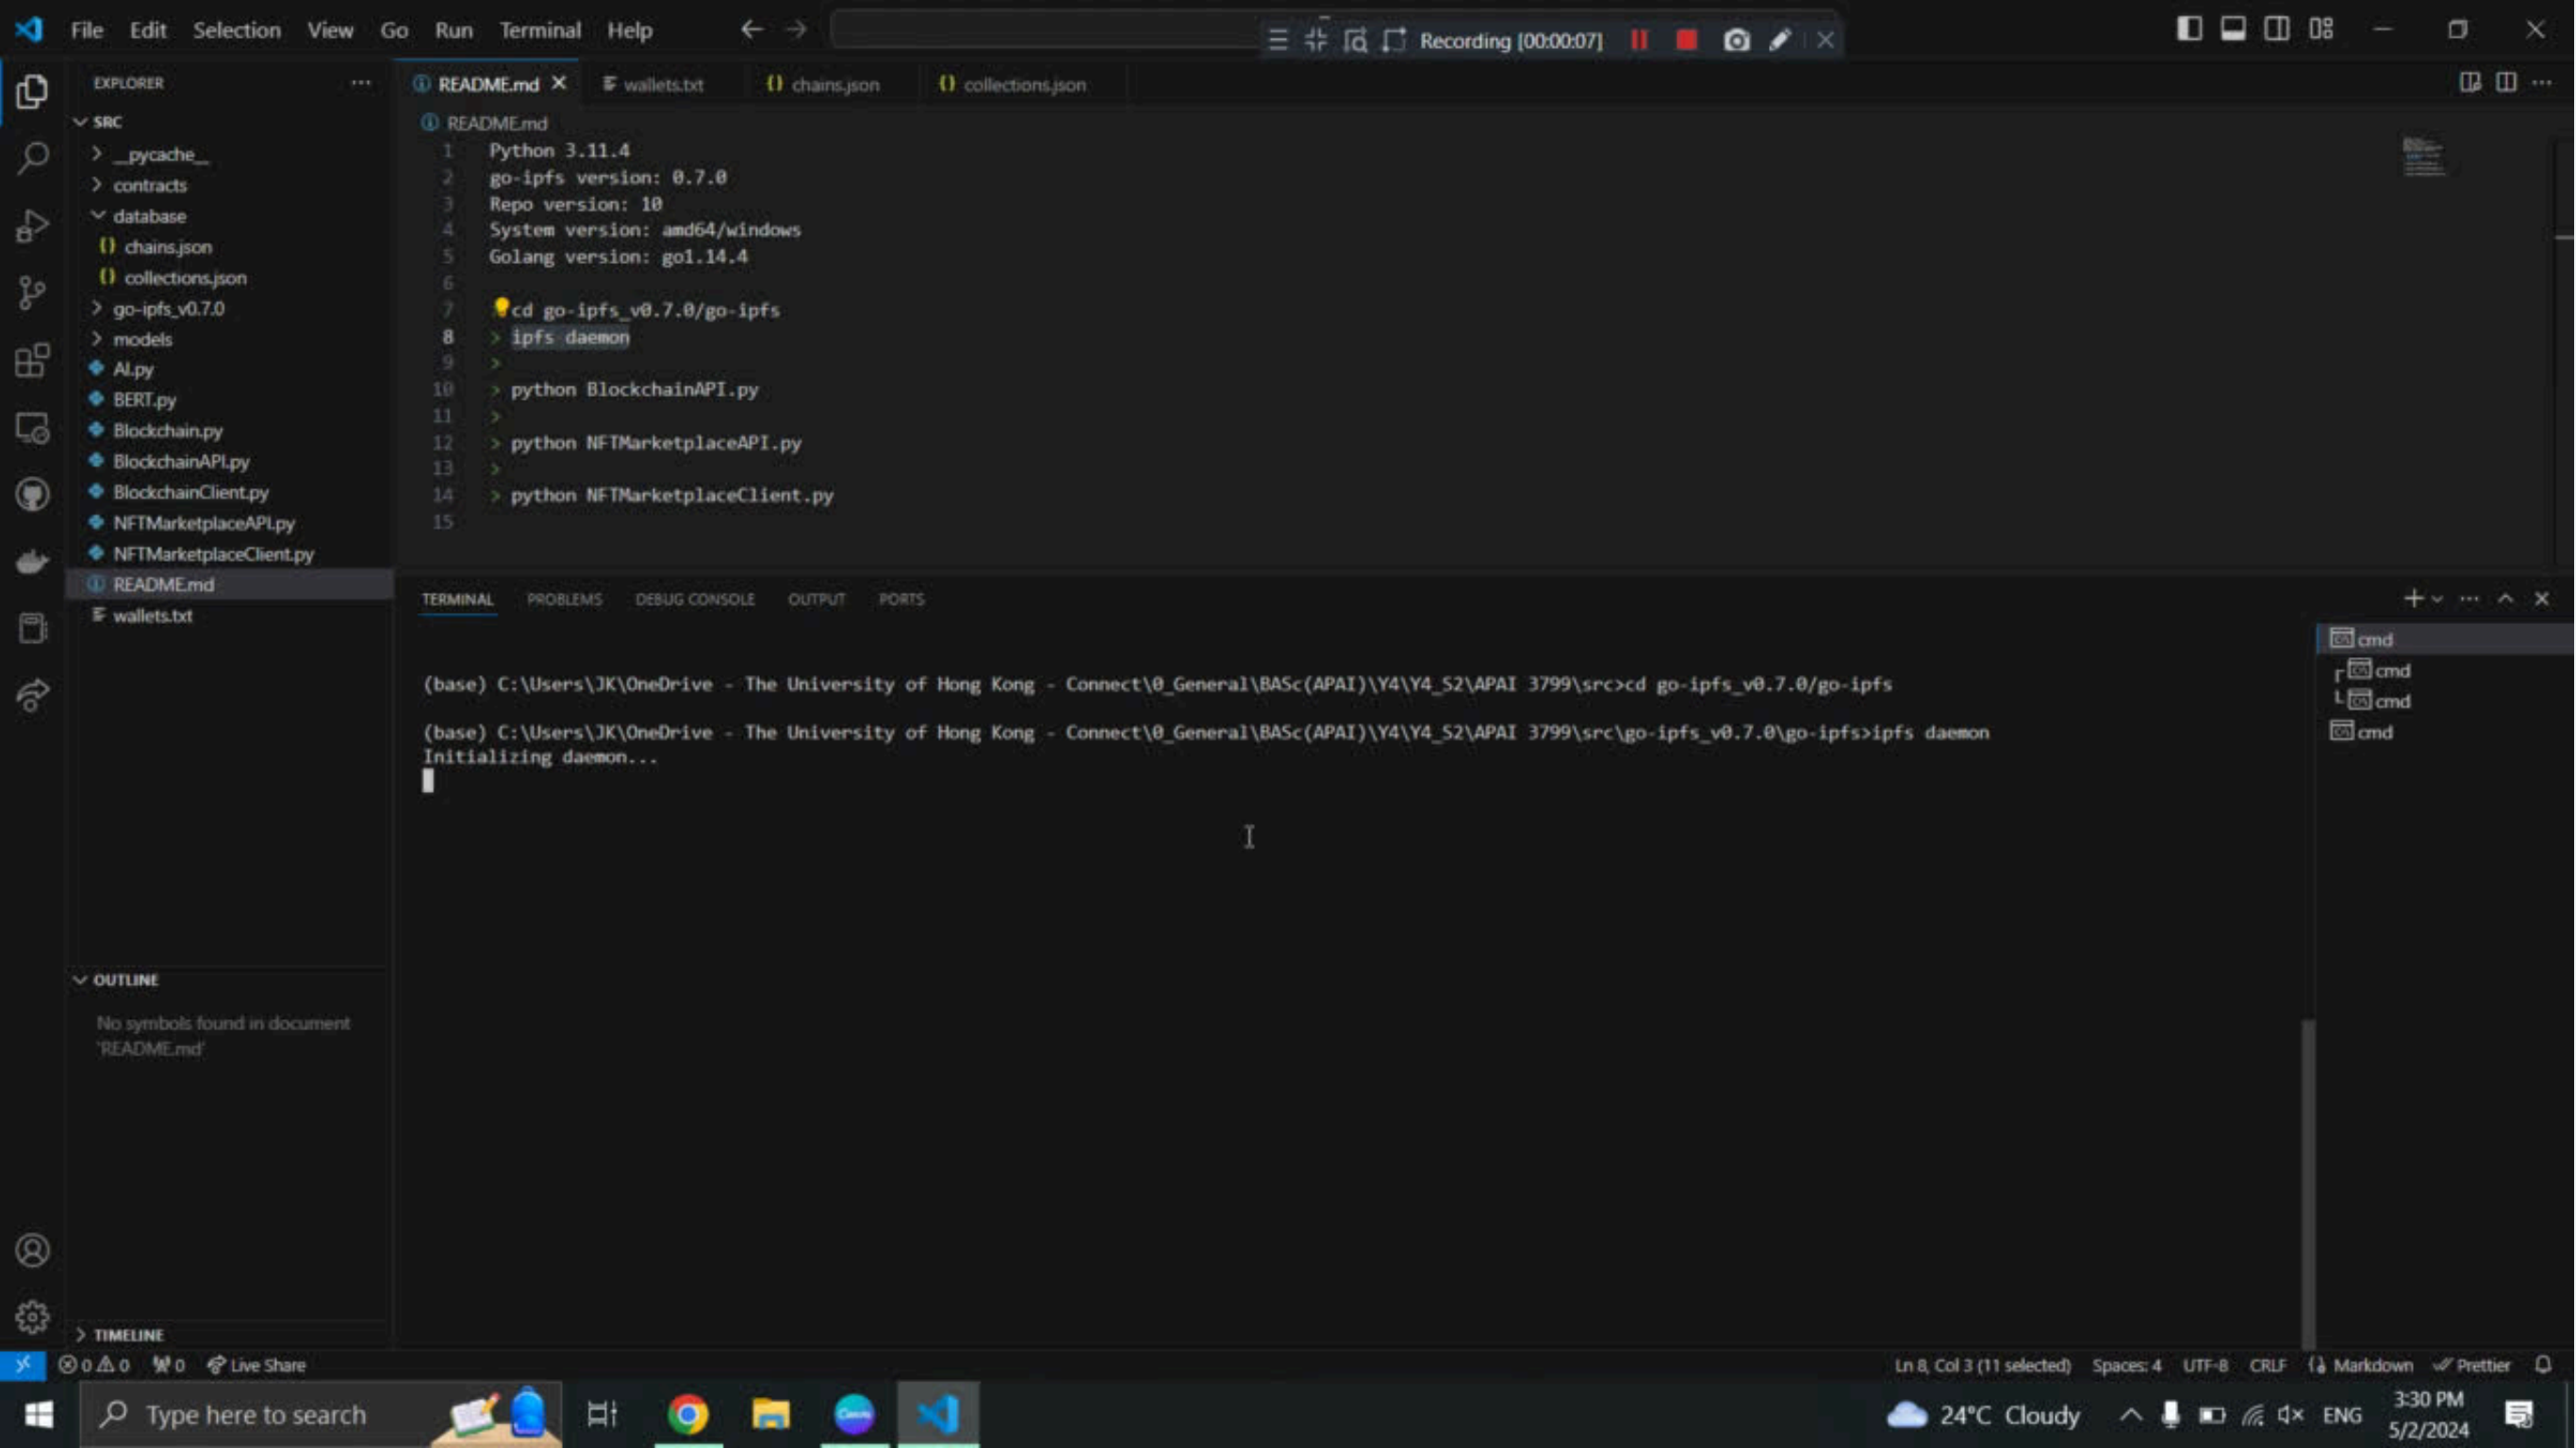 File Edit Selection View Go Run Terminal Help
Recording [00:00:07]
EXPLORER
README.md
wallets.txt
{} chains.json
{} collections.json
SRC
README.md
__pycache__
contracts
database
{} chains.json
{} collections.json
go-ipfs_v0.7.0
models
AI.py
BERT.py
Blockchain.py
BlockchainAPI.py
BlockchainClient.py
NFTMarketplaceAPI.py
NFTMarketplaceClient.py
README.md
wallets.txt
1 Python 3.11.4
2 go-ipfs version: 0.7.0
3 Repo version: 10
4 System version: amd64/windows
5 Golang version: go1.14.4
6
7 cd go-ipfs_v0.7.0/go-ipfs
8 > ipfs daemon
9 >
10 > python BlockchainAPI.py
11 >
12 > python NFTMarketplaceAPI.py
13 >
14 > python NFTMarketplaceClient.py
15
TERMINAL PROBLEMS DEBUG CONSOLE OUTPUT PORTS
(base) C:\Users\JK\OneDrive - The University of Hong Kong - Connect\0_General\BASc(APAI)\Y4\Y4_S2\APAI 3799\src>cd go-ipfs_v0.7.0/go-ipfs
(base) C:\Users\JK\OneDrive - The University of Hong Kong - Connect\0_General\BASc(APAI)\Y4\Y4_S2\APAI 3799\src\go-ipfs_v0.7.0\go-ipfs>ipfs daemon
Initializing daemon...
cmd
cmd
cmd
cmd
OUTLINE
No symbols found in document
'README.md'
TIMELINE
0 0 0 Live Share
Ln 8, Col 3 (11 selected) Spaces: 4 UTF-8 CRLF Markdown Prettier
Type here to search
Canva
24°C Cloudy
ENG
3:30 PM
5/2/2024